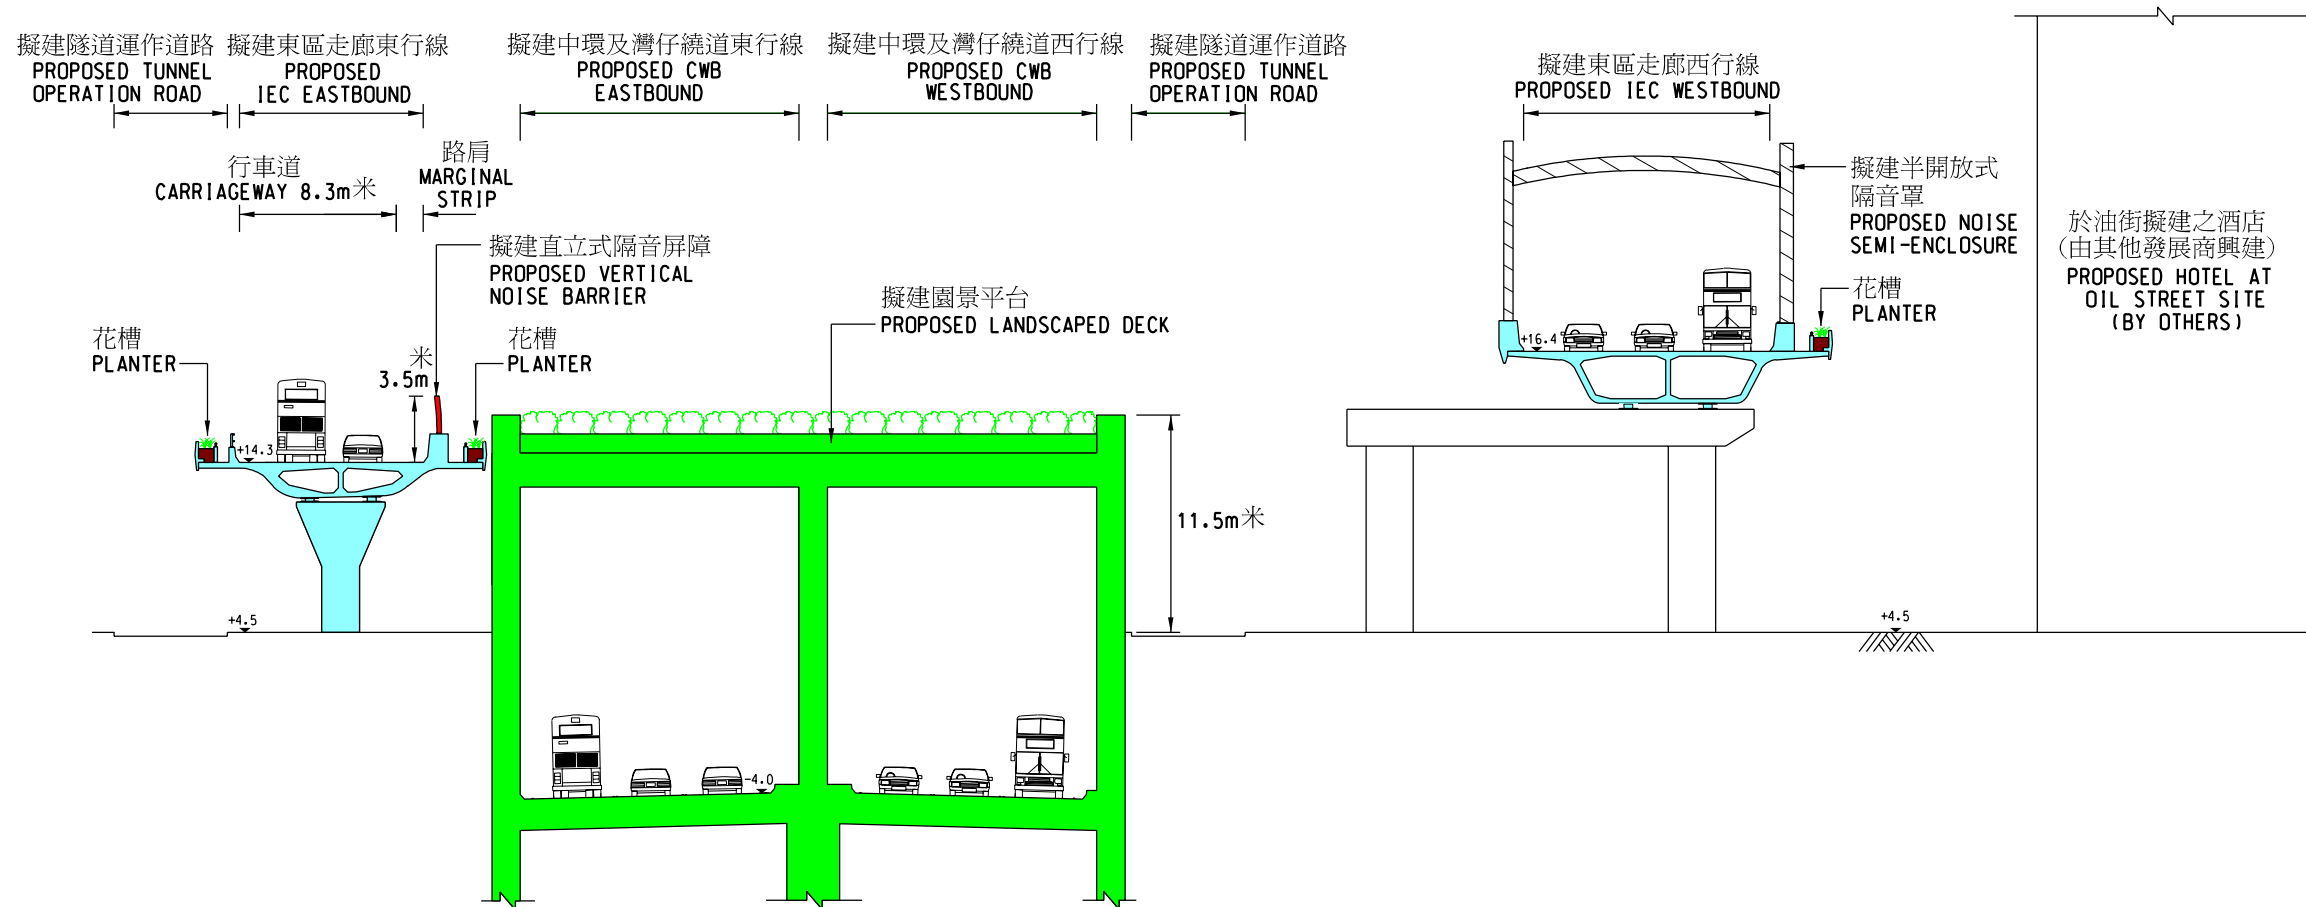 擬建隧道運作道路
PROPOSED TUNNEL
OPERATION ROAD
擬建東區走廊東行線
PROPOSED
IEC EASTBOUND
擬建中環及灣仔繞道東行線
PROPOSED CWB
EASTBOUND
擬建中環及灣仔繞道西行線
PROPOSED CWB
WESTBOUND
擬建隧道運作道路
PROPOSED TUNNEL
OPERATION ROAD
擬建東區走廊西行線
PROPOSED IEC WESTBOUND
行車道
CARRIAGEWAY 8.3m米
路肩
MARGINAL
STRIP
擬建直立式隔音屏障
PROPOSED VERTICAL
NOISE BARRIER
擬建園景平台
PROPOSED LANDSCAPED DECK
擬建半開放式
隔音罩
PROPOSED NOISE
SEMI-ENCLOSURE
於油街擬建之酒店
(由其他發展商興建)
PROPOSED HOTEL AT
OIL STREET SITE
(BY OTHERS)
花槽
PLANTER
米
3.5m
花槽
PLANTER
花槽
PLANTER
+16.4
+14.3
11.5m米
+4.5
+4.5
-4.0